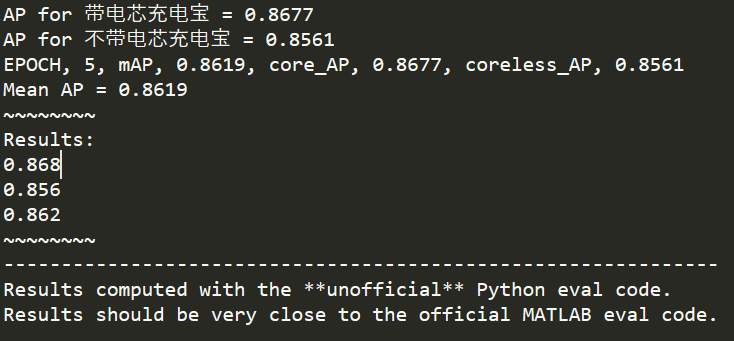 AP for 带电芯充电宝 = 0.8677
AP for 不带电芯充电宝 = 0.8561
EPOCH, 5, mAP, 0.8619, core_AP, 0.8677, coreless_AP, 0.8561
Mean AP = 0.8619
~~~~~~~~
Results:
0.868
0.856
0.862
~~~~~~~~
--------------------------------------------------------------
Results computed with the **unofficial** Python eval code.
Results should be very close to the official MATLAB eval code.